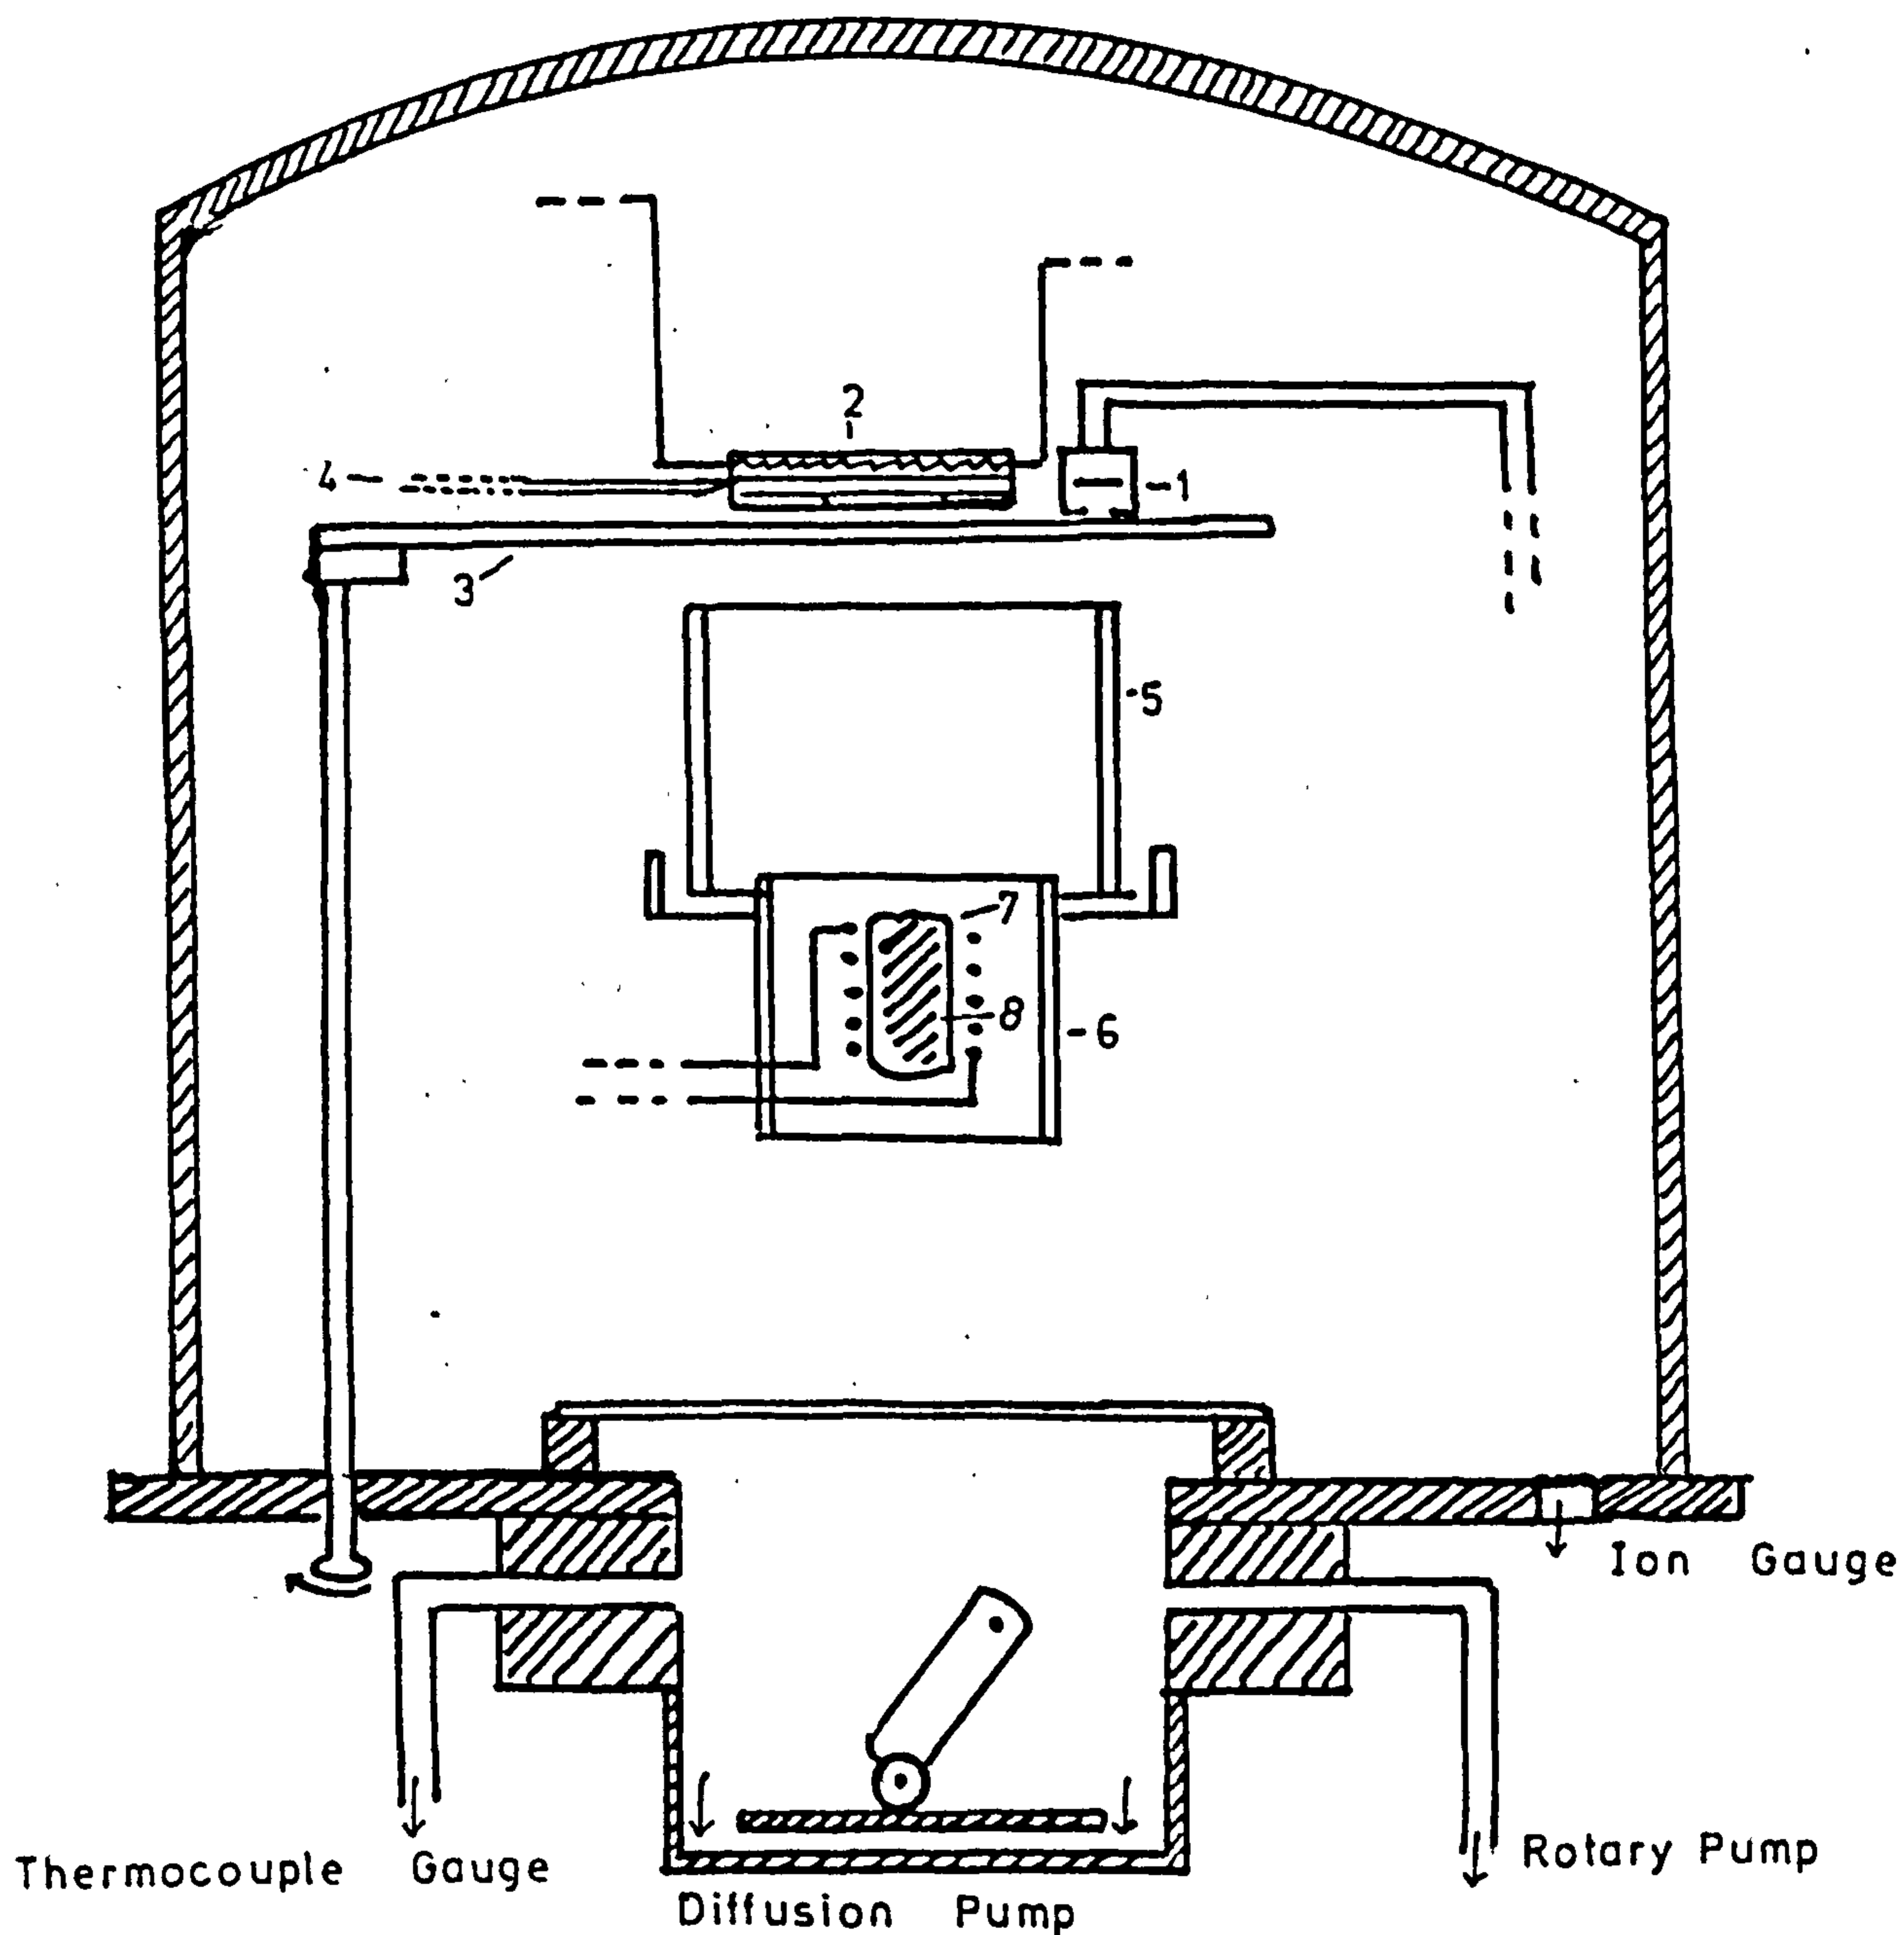 2
4
1
3
5
7
8
6
Ion Gauge
Rotary Pump
Thermocouple Gauge
Diffusion Pump